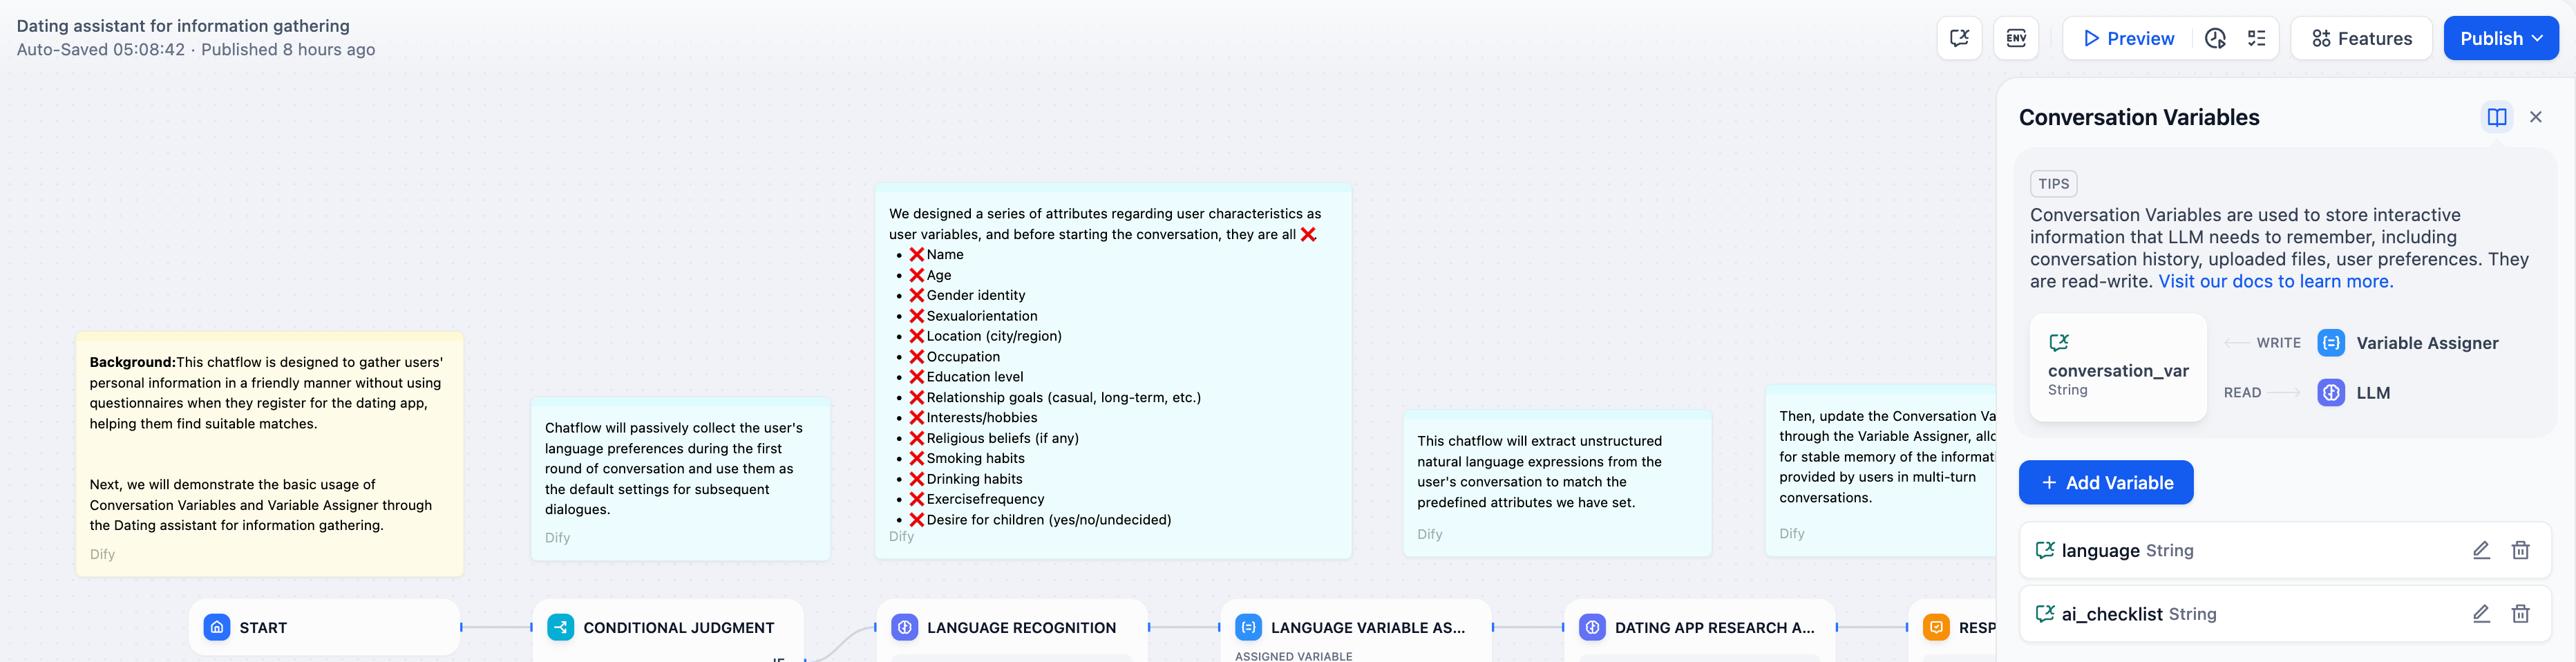 Dating assistant for information gathering
Auto-Saved 05:08:42 · Published 8 hours ago
ENV
Preview
Features
Publish
Background:This chatflow is designed to gather users'
personal information in a friendly manner without using
questionnaires when they register for the dating app,
helping them find suitable matches.
Next, we will demonstrate the basic usage of
Conversation Variables and Variable Assigner through
the Dating assistant for information gathering.
Dify
Chatflow will passively collect the user's
language preferences during the first
round of conversation and use them as
the default settings for subsequent
dialogues.
Dify
We designed a series of attributes regarding user characteristics as
user variables, and before starting the conversation, they are all ❌.
• ❌Name
• ❌Age
• ❌Gender identity
• ❌Sexualorientation
• ❌Location (city/region)
• ❌Occupation
• ❌Education level
• ❌Relationship goals (casual, long-term, etc.)
• ❌Interests/hobbies
• ❌Religious beliefs (if any)
• ❌Smoking habits
• ❌Drinking habits
• ❌Exercisefrequency
• ❌Desire for children (yes/no/undecided)
Dify
This chatflow will extract unstructured
natural language expressions from the
user's conversation to match the
predefined attributes we have set.
Dify
Then, update the Conversation Va
through the Variable Assigner, allo
for stable memory of the informati
provided by users in multi-turn
conversations.
Dify
START
CONDITIONAL JUDGMENT
IF
LANGUAGE RECOGNITION
LANGUAGE VARIABLE AS...
ASSIGNED VARIABLE
DATING APP RESEARCH A...
RESP
Conversation Variables
TIPS
Conversation Variables are used to store interactive
information that LLM needs to remember, including
conversation history, uploaded files, user preferences. They
are read-write. Visit our docs to learn more.
conversation_var
String
WRITE
Variable Assigner
READ
LLM
+ Add Variable
language String
ai_checklist String